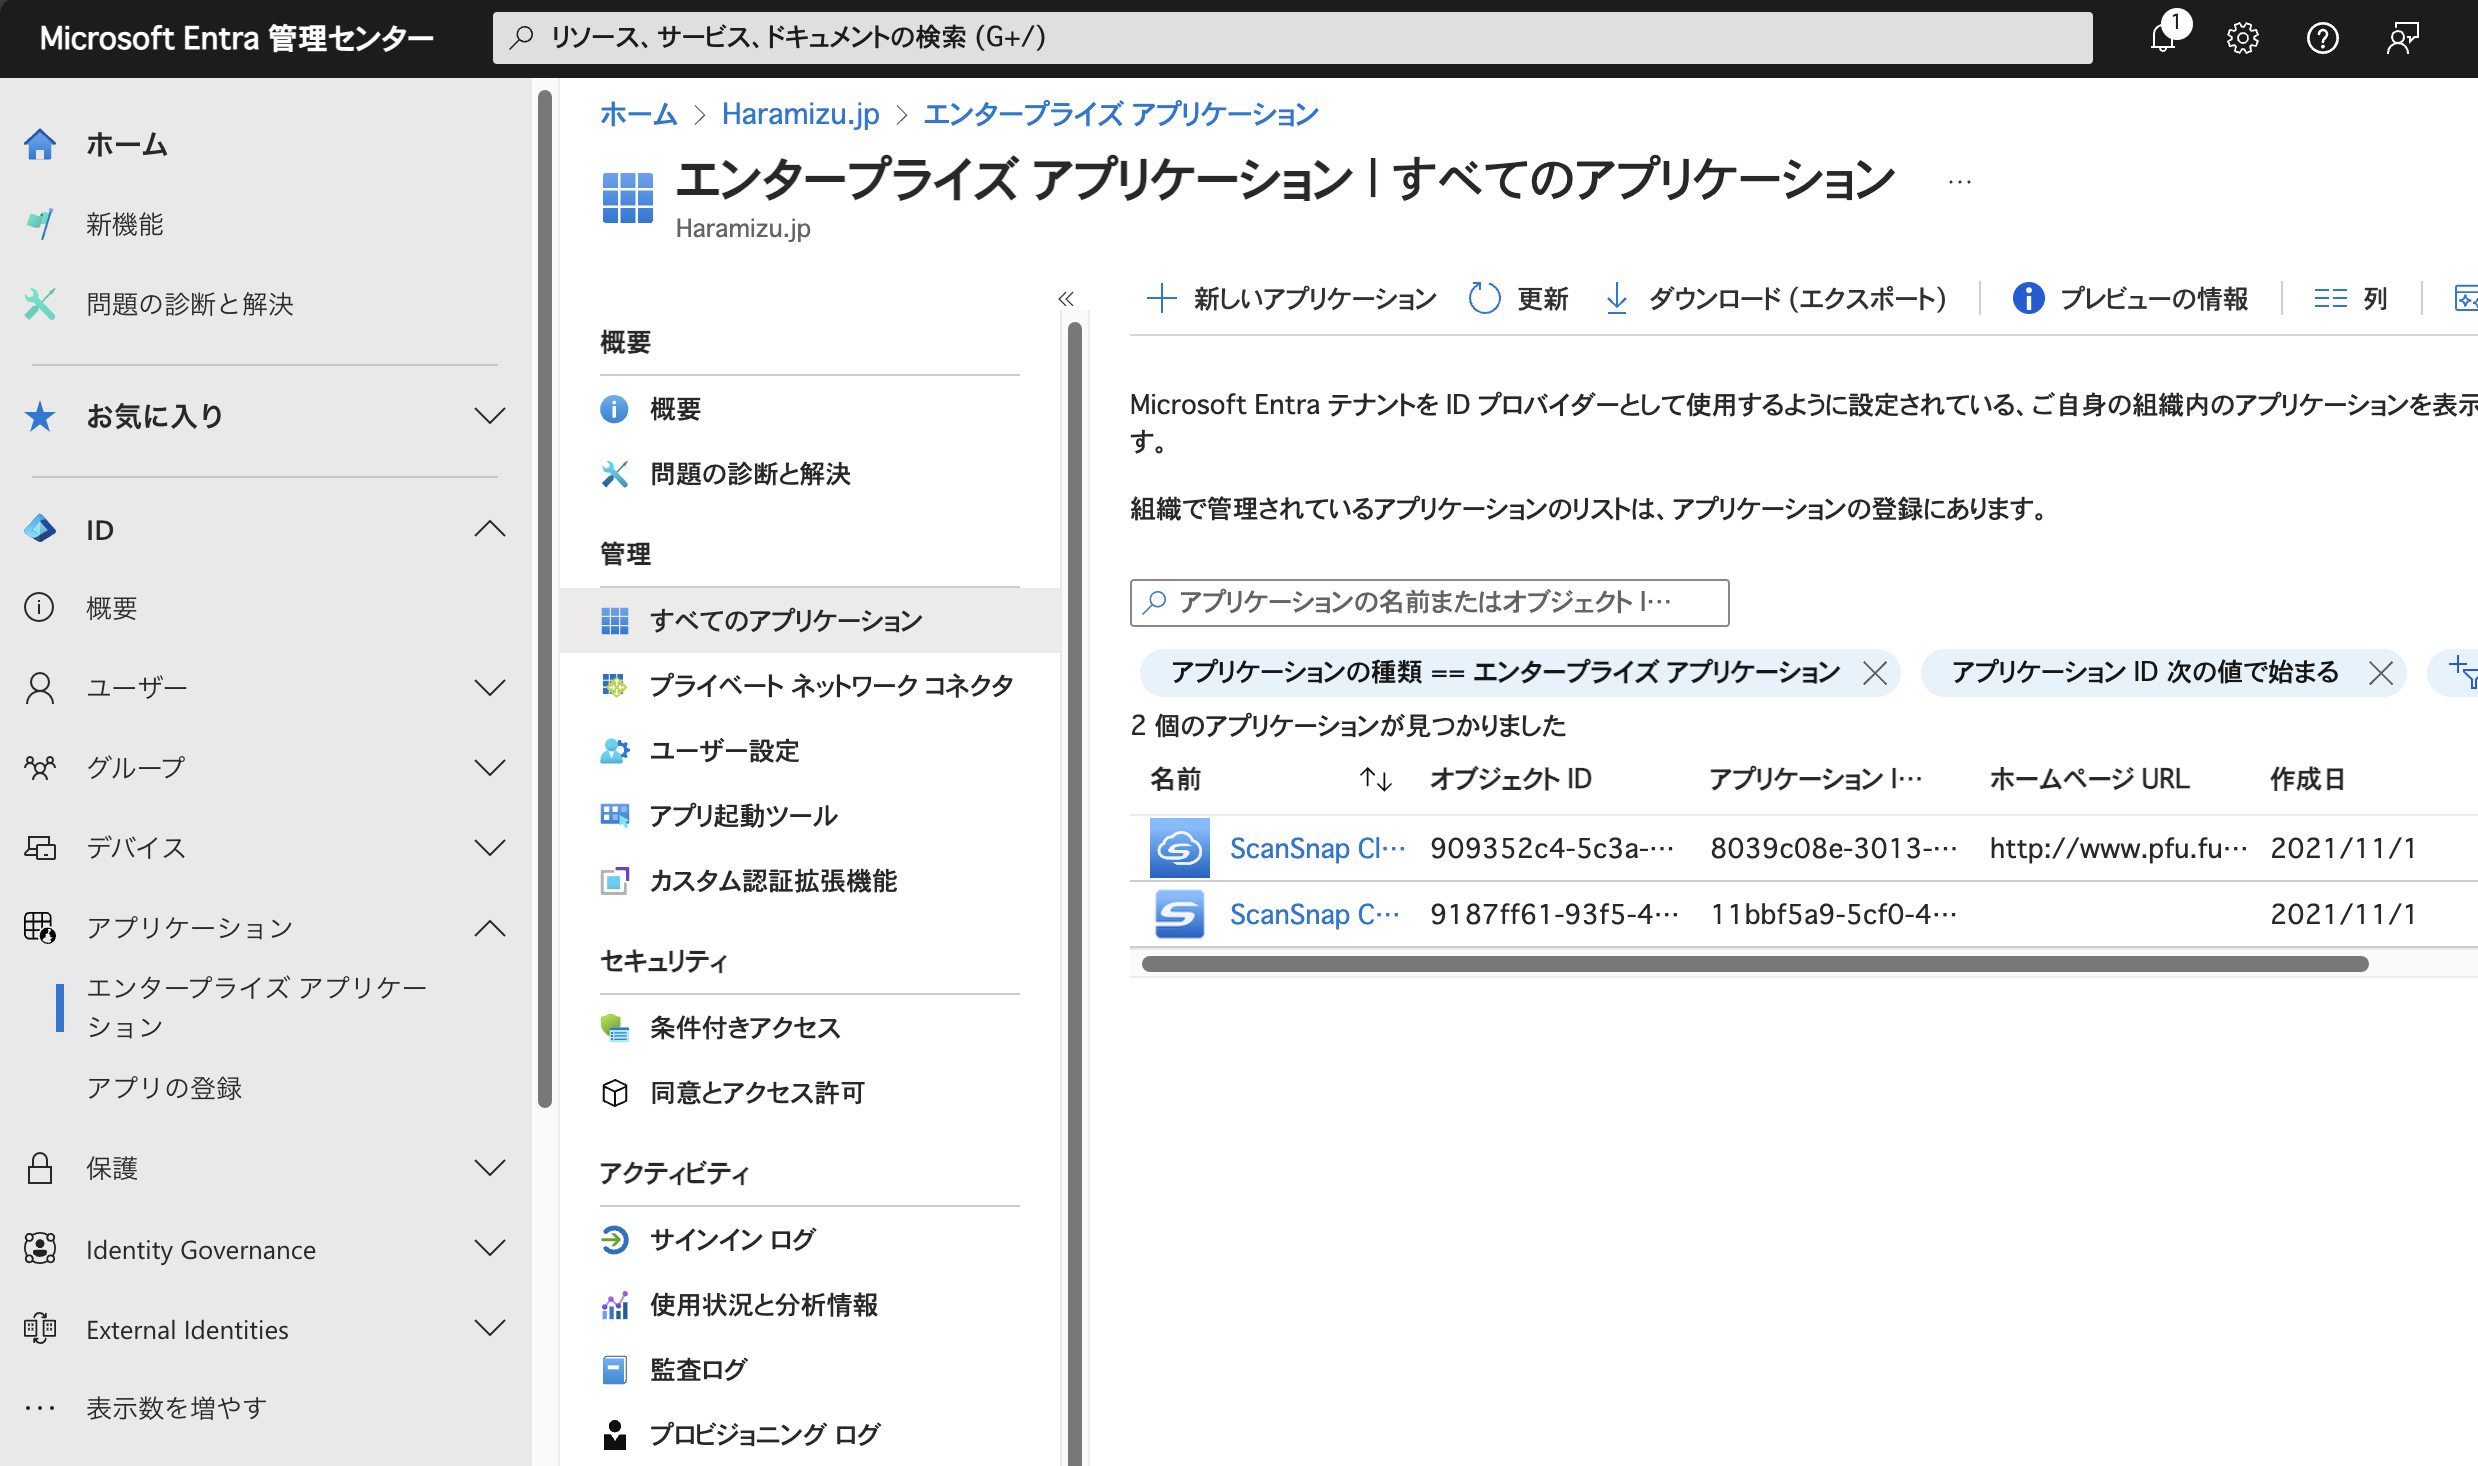 Microsoft Entra 管理センター
リソース、サービス、ドキュメントの検索 (G+/)
1
ホーム
新機能
問題の診断と解決
お気に入り
ID
概要
ユーザー
グループ
デバイス
アプリケーション
エンタープライズ アプリケー
ション
アプリの登録
保護
Identity Governance
External Identities
表示数を増やす
ホーム > Haramizu.jp > エンタープライズ アプリケーション
エンタープライズ アプリケーション | すべてのアプリケーション ...
Haramizu.jp
概要
概要
問題の診断と解決
管理
すべてのアプリケーション
プライベート ネットワーク コネクタ
ユーザー設定
アプリ起動ツール
カスタム認証拡張機能
セキュリティ
条件付きアクセス
同意とアクセス許可
アクティビティ
サインイン ログ
使用状況と分析情報
監査ログ
プロビジョニング ログ
新しいアプリケーション 更新 ダウンロード (エクスポート) プレビューの情報 列
Microsoft Entra テナントを ID プロバイダーとして使用するように設定されている、ご自身の組織内のアプリケーションを表示
す。
組織で管理されているアプリケーションのリストは、アプリケーションの登録にあります。
アプリケーションの名前またはオブジェクト I…
アプリケーションの種類 == エンタープライズ アプリケーション アプリケーション ID 次の値で始まる
2 個のアプリケーションが見つかりました
名前 オブジェクト ID アプリケーション I… ホームページ URL 作成日
ScanSnap Cl… 909352c4-5c3a-… 8039c08e-3013-… http://www.pfu.fu… 2021/11/1
ScanSnap C… 9187ff61-93f5-4… 11bbf5a9-5cf0-4… 2021/11/1